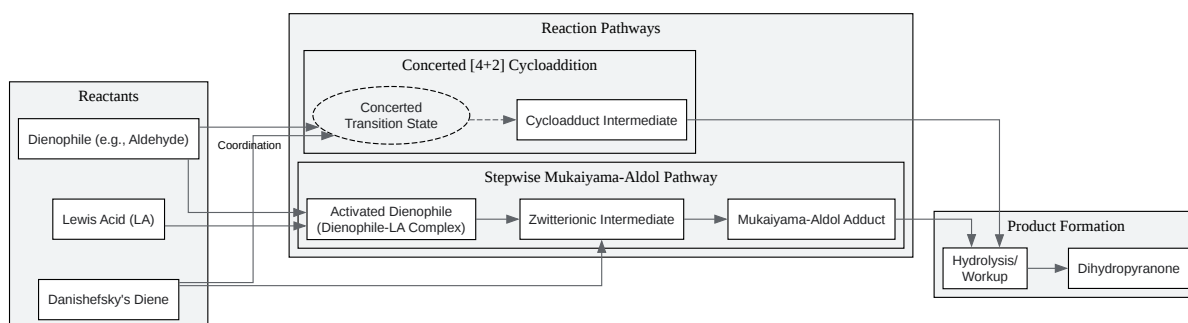 Reaction Pathways
Concerted [4+2] Cycloaddition
Reactants
Concerted
Transition State
Cycloadduct Intermediate
Dienophile (e.g., Aldehyde)
Coordination
Stepwise Mukaiyama-Aldol Pathway
Lewis Acid (LA)
Activated Dienophile
(Dienophile-LA Complex)
Zwitterionic Intermediate
Mukaiyama-Aldol Adduct
Product Formation
Danishefsky's Diene
Hydrolysis/
Workup
Dihydropyranone